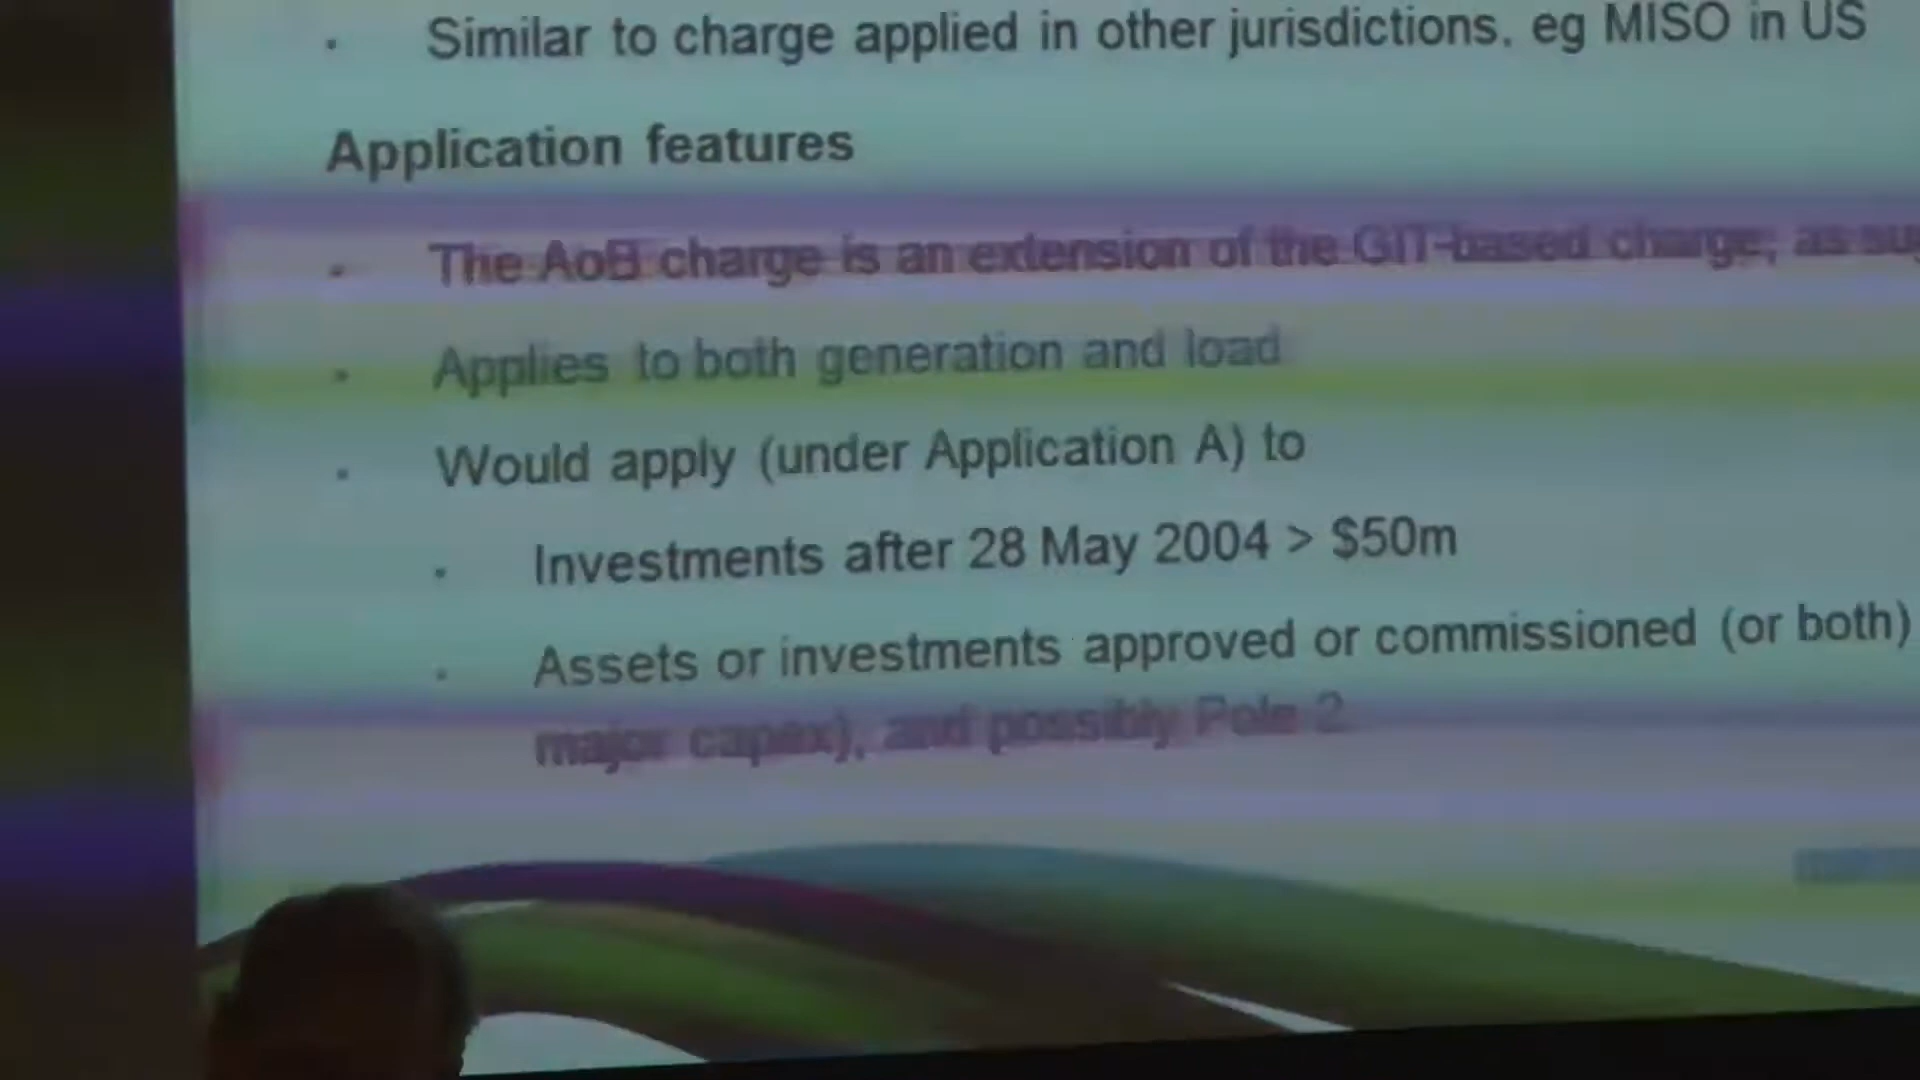 Similar to charge applied in other jurisdictions. eg MISO in US
Application features
The AoB charge is an extension of the GIT-based charge, as
Applies to both generation and load
Would apply (under Application A) to
Investments after 28 May 2004 > $50m
Assets or investments approved or commissioned (or both)
major capex), and possibly Pole 2